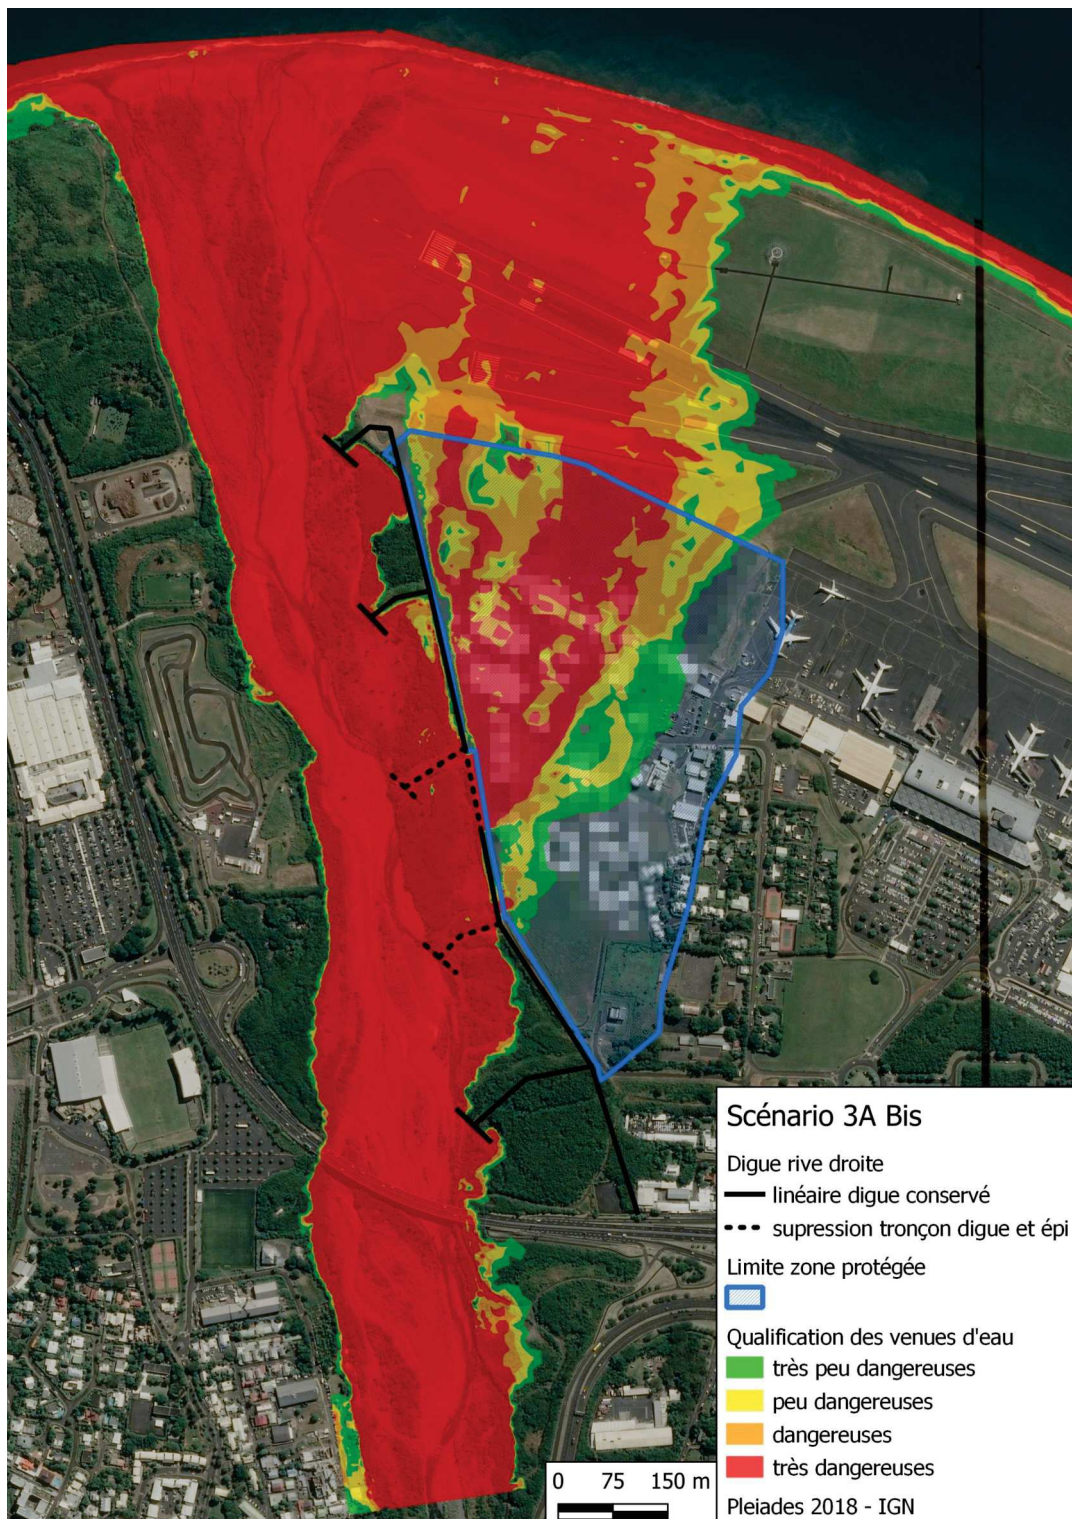 Scénario 3A Bis
Digue rive droite
linéaire digue conservé
supression tronçon digue et épi
Limite zone protégée
Qualification des venues d'eau
très peu dangereuses
peu dangereuses
dangereuses
très dangereuses
0 75 150 m
Pleiades 2018 - IGN